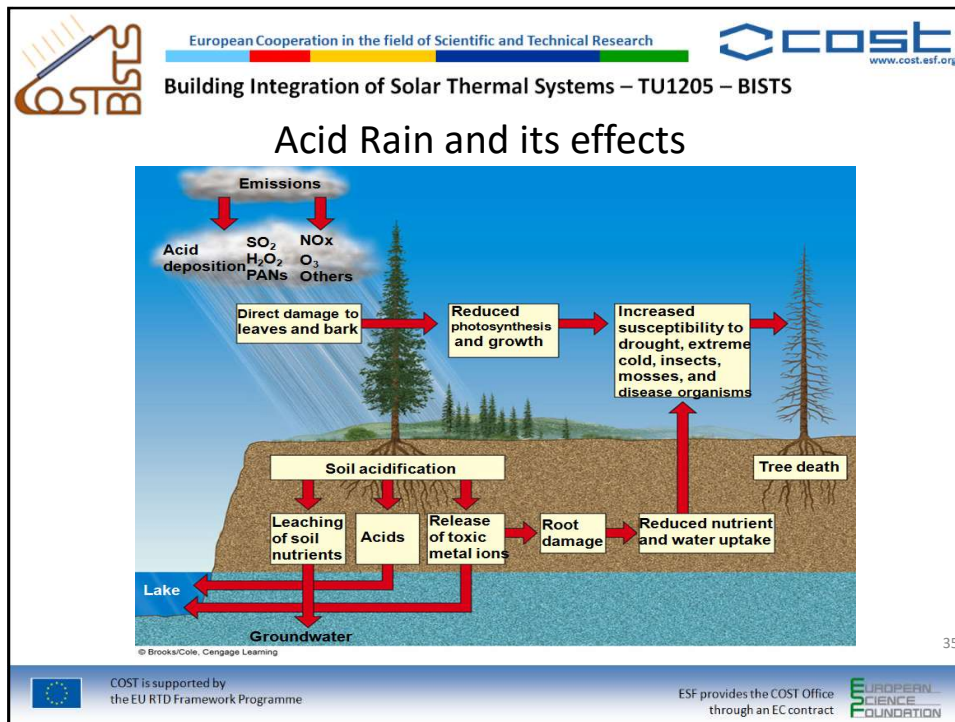 COST BISTS
European Cooperation in the field of Scientific and Technical Research
cost
www.cost.esf.org
Building Integration of Solar Thermal Systems – TU1205 – BISTS
Acid Rain and its effects
Emissions
Acid
deposition
SO₂
H₂O₂
PANs
NOx
O₃
Others
Direct damage to
leaves and bark
Reduced
photosynthesis
and growth
Increased
susceptibility to
drought, extreme
cold, insects,
mosses, and
disease organisms
Soil acidification
Tree death
Leaching
of soil
nutrients
Acids
Release
of toxic
metal ions
Root
damage
Reduced nutrient
and water uptake
Lake
Groundwater
© Brooks/Cole, Cengage Learning
35
COST is supported by
the EU RTD Framework Programme
ESF provides the COST Office
through an EC contract
EUROPEAN
SCIENCE
FOUNDATION